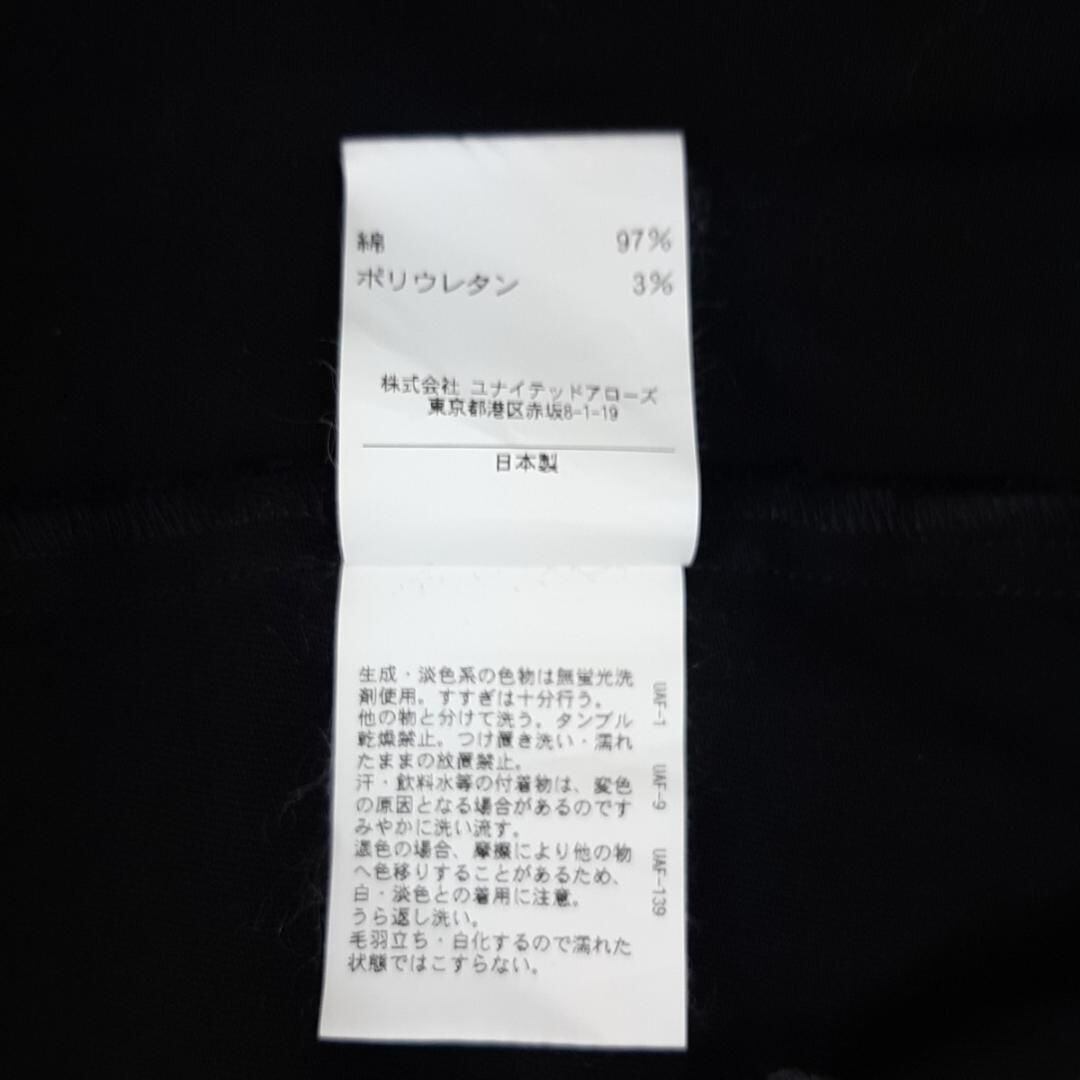 綿 97%
ポリウレタン 3%
株式会社 ユナイテッドアローズ
東京都港区赤坂8-1-19
日本製
生成・淡色系の色物は無蛍光洗
剤使用。すすぎは十分行う。
他の物と分けて洗う。タンブル
乾燥禁止。つけ置き洗い・濡れ
たままの放置禁止。
汗・飲料水等の付着物は、変色
の原因となる場合があるのです
みやかに洗い流す。
濃色の場合、摩擦により他の物
へ色移りすることがあるため、
白・淡色との着用に注意。
うら返し洗い。
毛羽立ち・白化するので濡れた
状態ではこすらない。
UAF-1
UAF-9
UAF-139